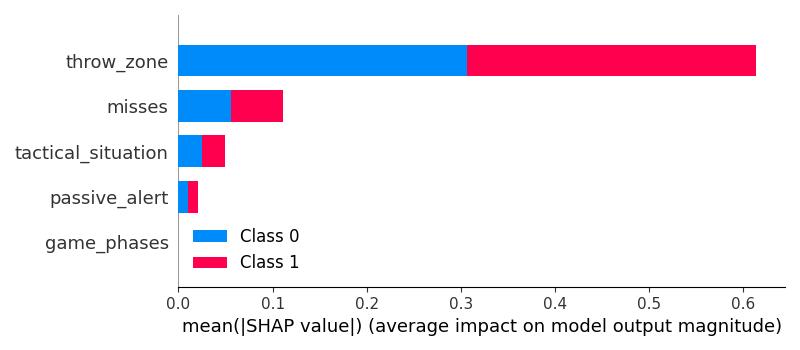 throw_zone
misses
tactical_situation
passive_alert
game_phases
Class 0
Class 1
0.0 0.1 0.2 0.3 0.4 0.5 0.6
mean(|SHAP value|) (average impact on model output magnitude)